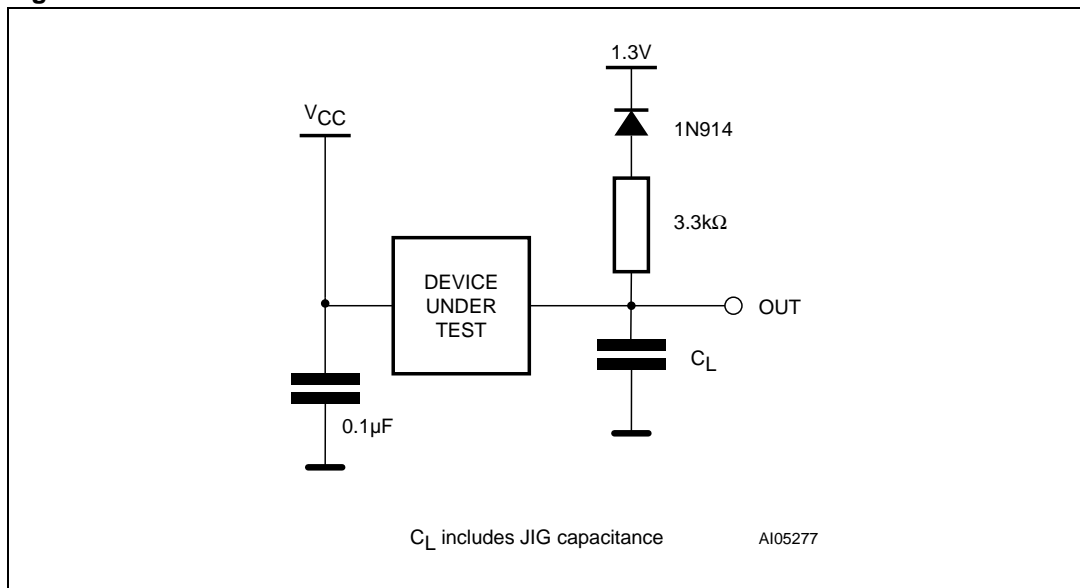 1.3V
VCC
1N914
3.3kΩ
DEVICE
UNDER
TEST
OUT
CL
0.1µF
CL includes JIG capacitance
AI05277